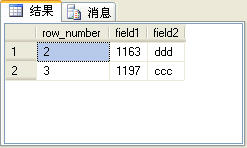 结果 消息
row_number field1 field2
1 2 1163 ddd
2 3 1197 ccc